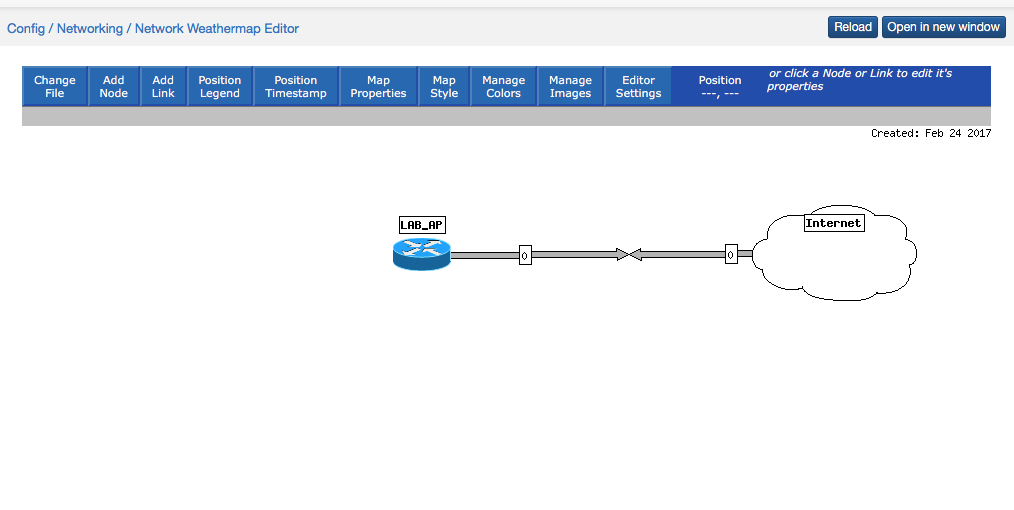 Config / Networking / Network Weathermap Editor
Reload
Open in new window
Change
File
Add
Node
Add
Link
Position
Legend
Position
Timestamp
Map
Properties
Map
Style
Manage
Colors
Manage
Images
Editor
Settings
Position
---, ---
or click a Node or Link to edit it's
properties
Created: Feb 24 2017
LAB_AP
Internet
0
0